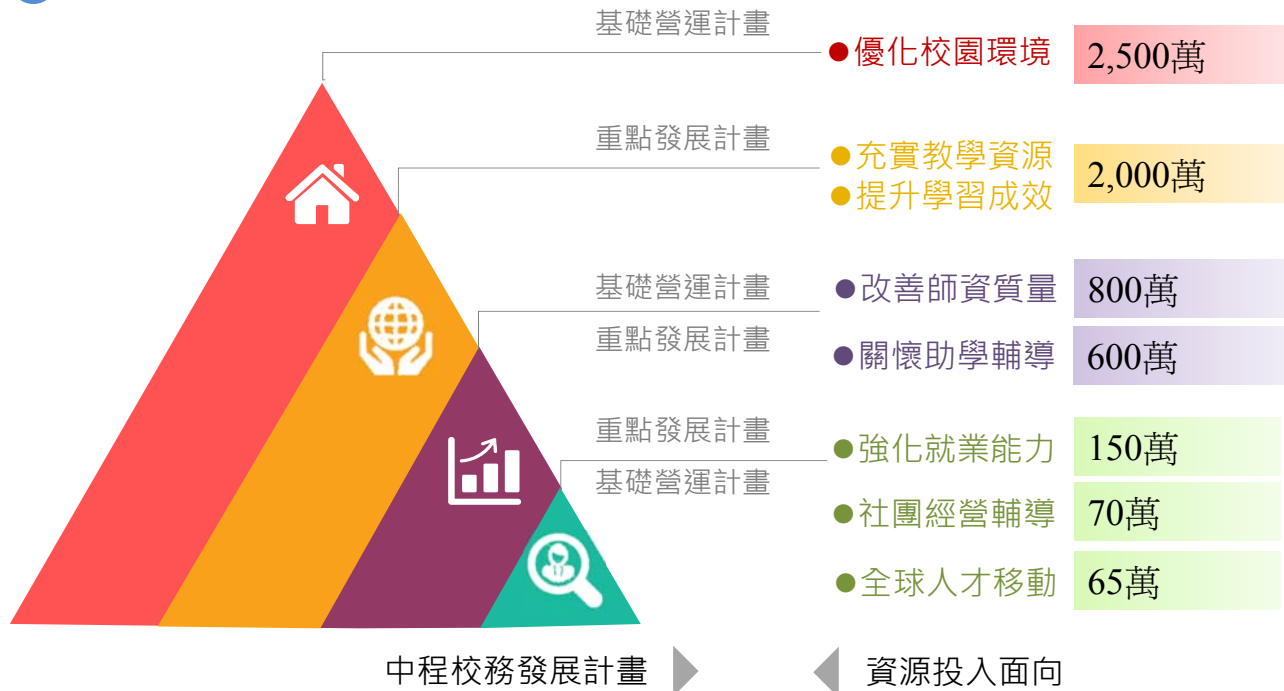 基礎營運計畫
●優化校園環境 2,500萬
重點發展計畫
●充實教學資源
●提升學習成效
2,000萬
基礎營運計畫
●改善師資質量 800萬
重點發展計畫
●關懷助學輔導 600萬
重點發展計畫
●強化就業能力 150萬
基礎營運計畫
●社團經營輔導 70萬
●全球人才移動 65萬
中程校務發展計畫 資源投入面向